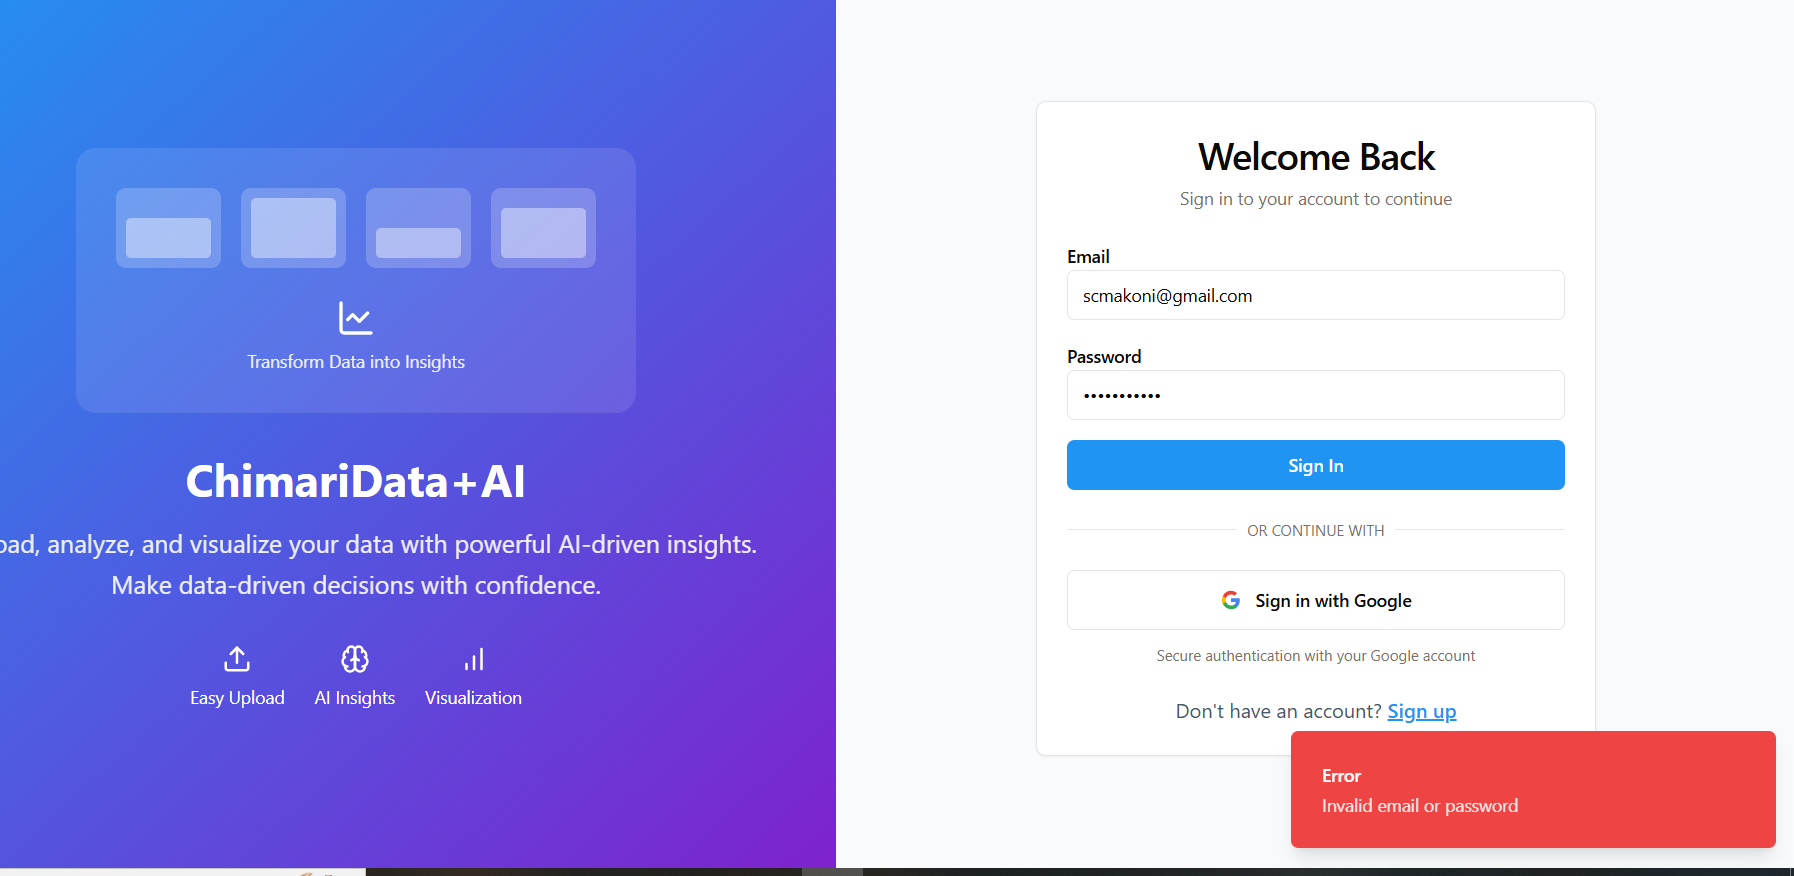 Transform Data into Insights
ChimariData+AI
analyze, and visualize your data with powerful AI-driven insights.
Make data-driven decisions with confidence.
Easy Upload
AI Insights
Visualization
Welcome Back
Sign in to your account to continue
Email
scmakoni@gmail.com
Password
Sign In
OR CONTINUE WITH
Sign in with Google
Secure authentication with your Google account
Don't have an account? Sign up
Error
Invalid email or password